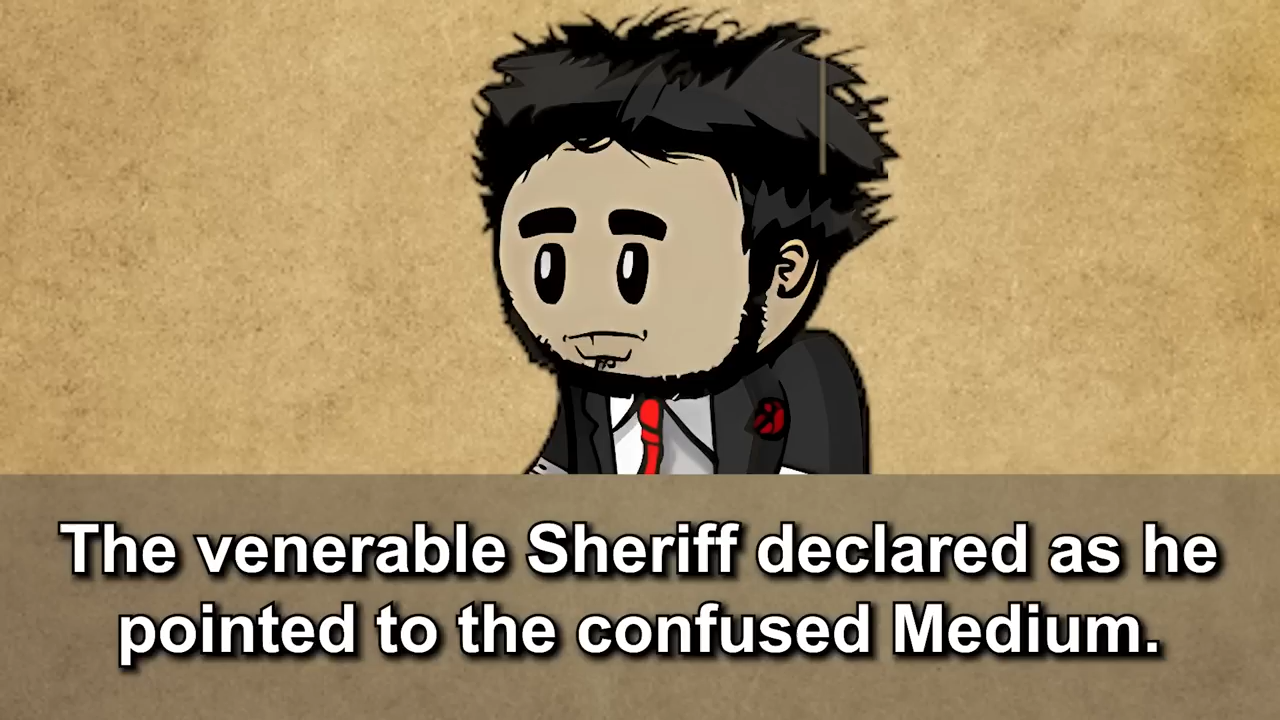 The venerable Sheriff declared as he
pointed to the confused Medium.